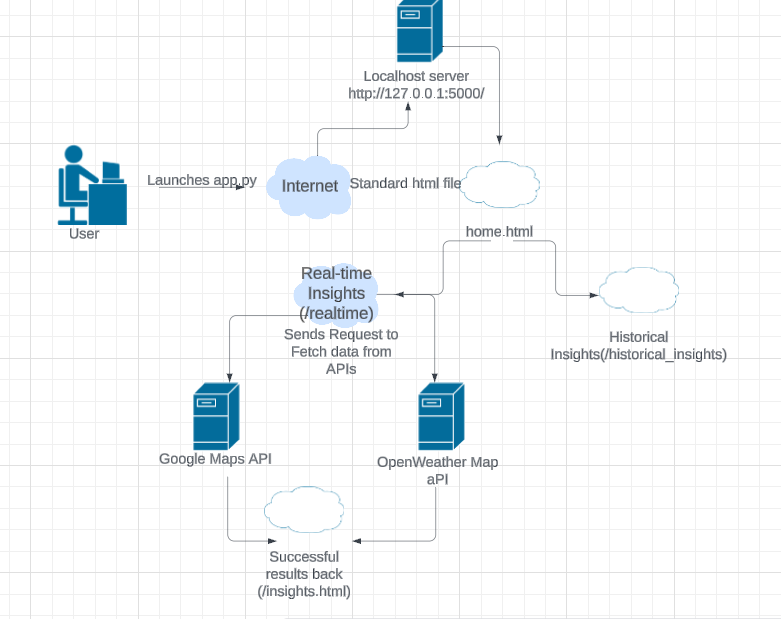 Localhost server
http://127.0.0.1:5000/
Launches app.py
Internet
Standard html file
User
home.html
Real-time
Insights
(/realtime)
Sends Request to
Fetch data from
APIs
Historical
Insights(/historical_insights)
Google Maps API
OpenWeather Map
aPI
Successful
results back
(/insights.html)